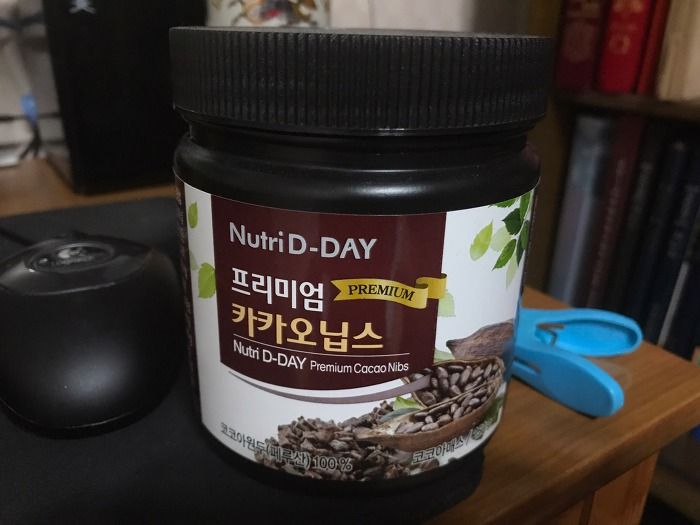 Nutri D-DAY
프리미엄
PREMIUM
카카오닙스
Nutri D-DAY Premium Cacao Nibs
코코아원두(페루산) 100 %
코코아매스 /